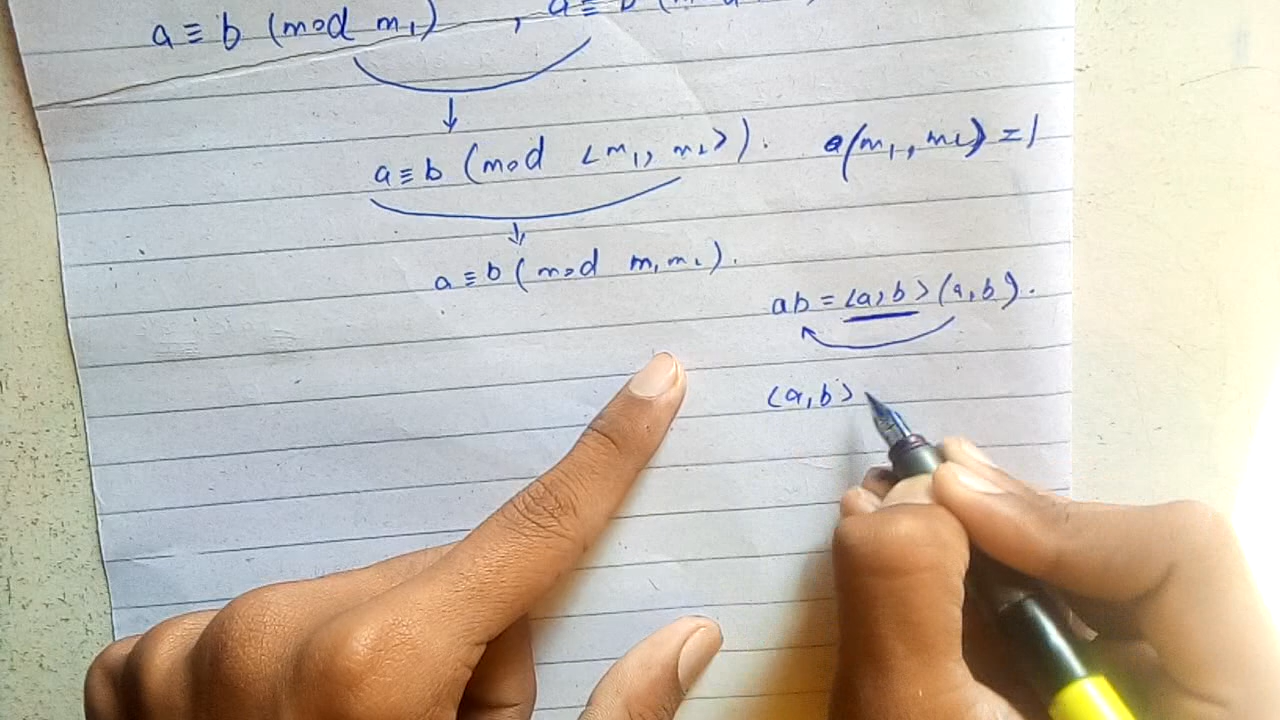 a ≡ b (mod m₁) , a ≡ b
a ≡ b (mod <m₁, m₂>). (m₁, m₂) = 1
a ≡ b (mod m₁m₂).
ab = <a, b> (a, b).
<a, b>